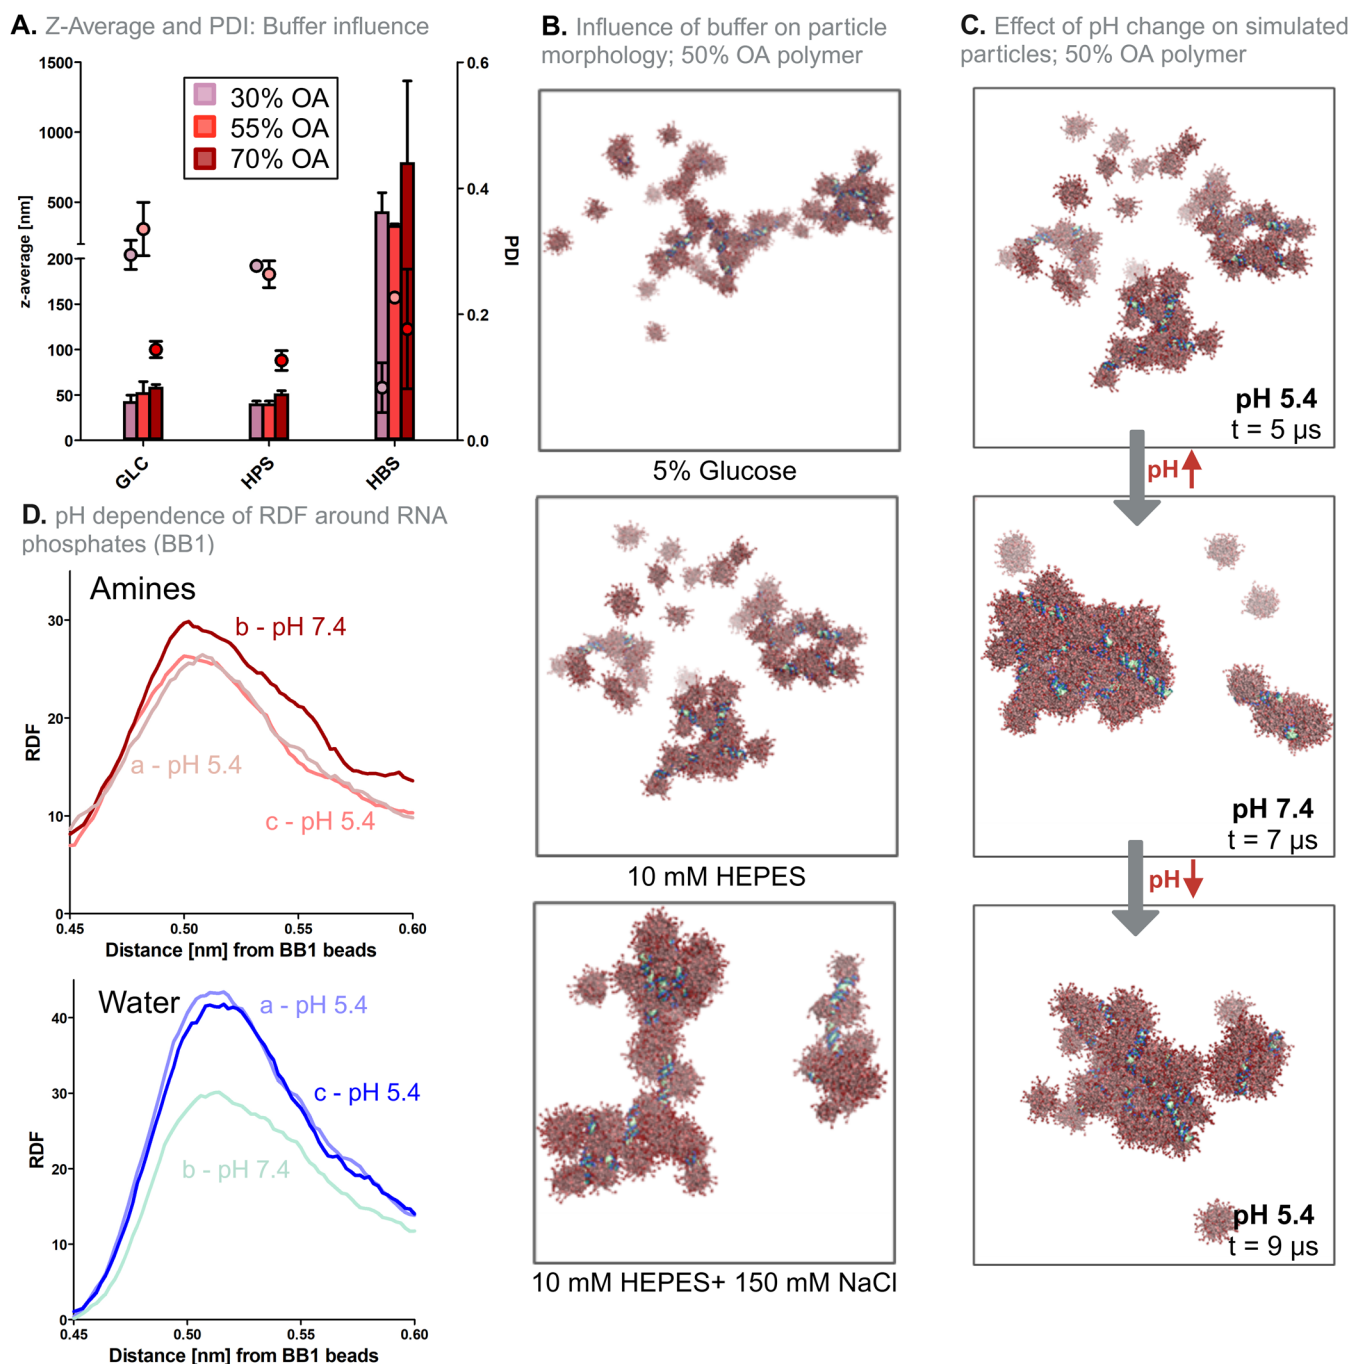 A. Z-Average and PDI: Buffer influence
1500
1000
500
200
150
100
50
0
z-average [nm]
0.6
0.4
0.2
0.0
PDI
30% OA
55% OA
70% OA
GLC
HPS
HBS
B. Influence of buffer on particle
morphology; 50% OA polymer
5% Glucose
10 mM HEPES
10 mM HEPES+ 150 mM NaCl
C. Effect of pH change on simulated
particles; 50% OA polymer
pH 5.4
t = 5 µs
pH
pH 7.4
t = 7 µs
pH
pH 5.4
t = 9 µs
D. pH dependence of RDF around RNA
phosphates (BB1)
Amines
b - pH 7.4
a - pH 5.4
c - pH 5.4
30
20
10
0
RDF
0.45
0.50
0.55
0.60
Distance [nm] from BB1 beads
Water
a - pH 5.4
c - pH 5.4
b - pH 7.4
40
30
20
10
0
RDF
0.45
0.50
0.55
0.60
Distance [nm] from BB1 beads